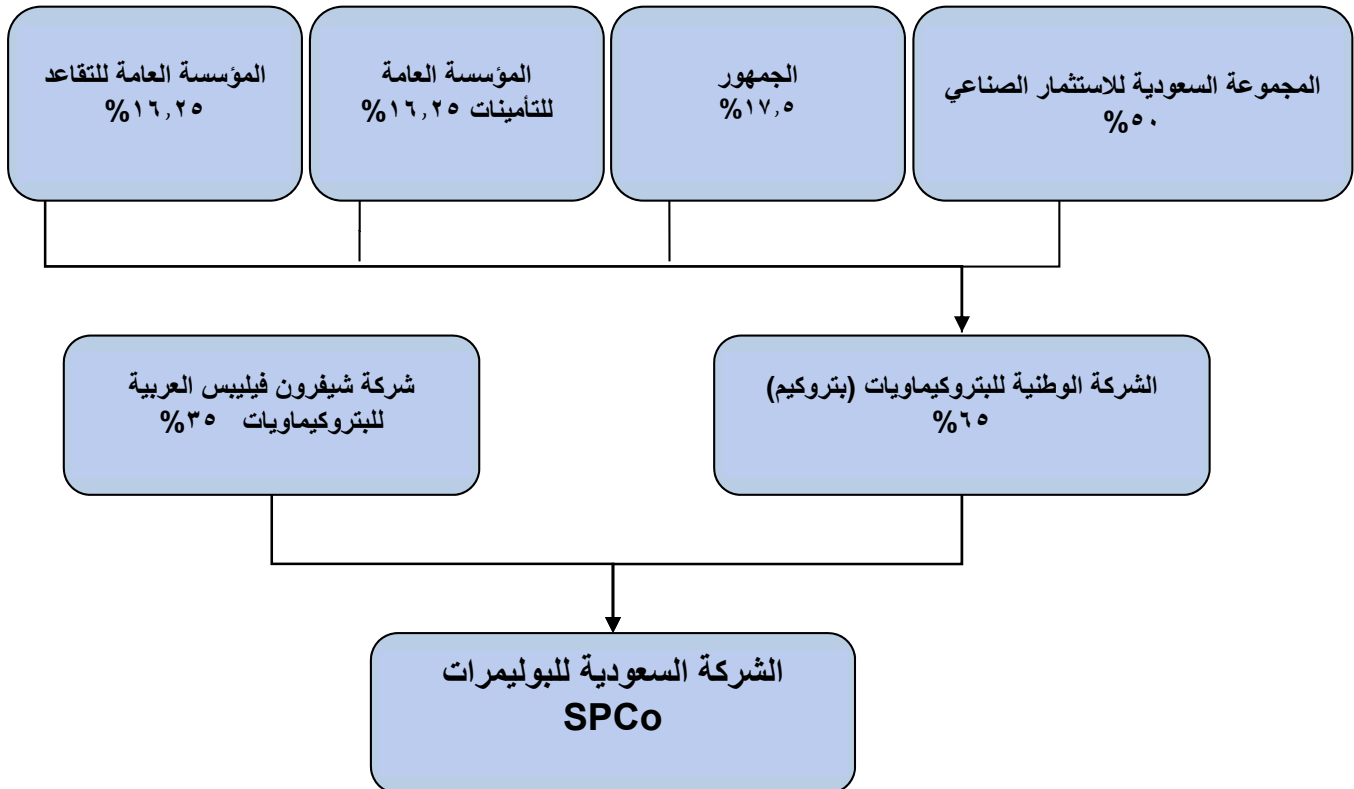 المجموعة السعودية للاستثمار الصناعي
٥٠%
الجمهور
١٧,٥%
المؤسسة العامة
للتأمينات ١٦,٢٥%
المؤسسة العامة للتقاعد
١٦,٢٥%
الشركة الوطنية للبتروكيماويات (بتروكيم)
٦٥%
شركة شيفرون فيليبس العربية
للبتروكيماويات ٣٥%
الشركة السعودية للبوليمرات
SPCo